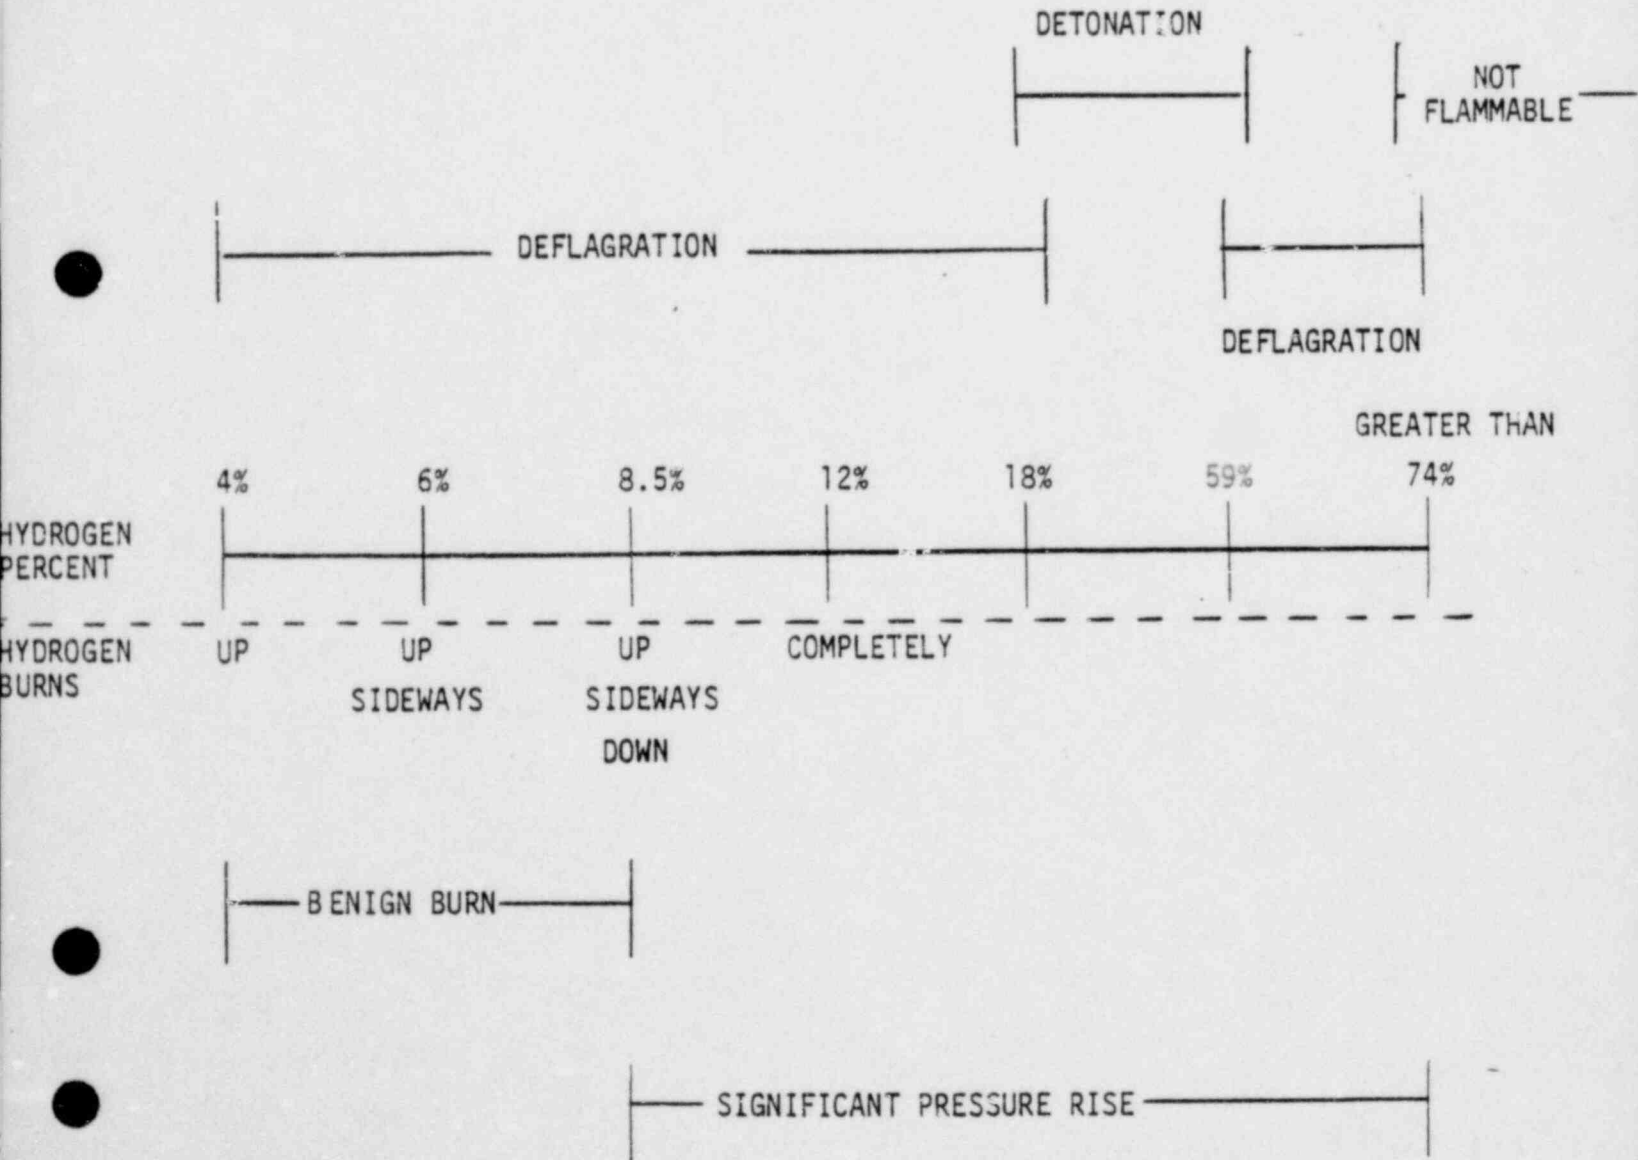 DETONATION
NOT
FLAMMABLE
DEFLAGRATION
DEFLAGRATION
GREATER THAN
4% 6% 8.5% 12% 18% 59% 74%
HYDROGEN
PERCENT
HYDROGEN
BURNS
UP UP UP COMPLETELY
SIDEWAYS SIDEWAYS
DOWN
BENIGN BURN
SIGNIFICANT PRESSURE RISE